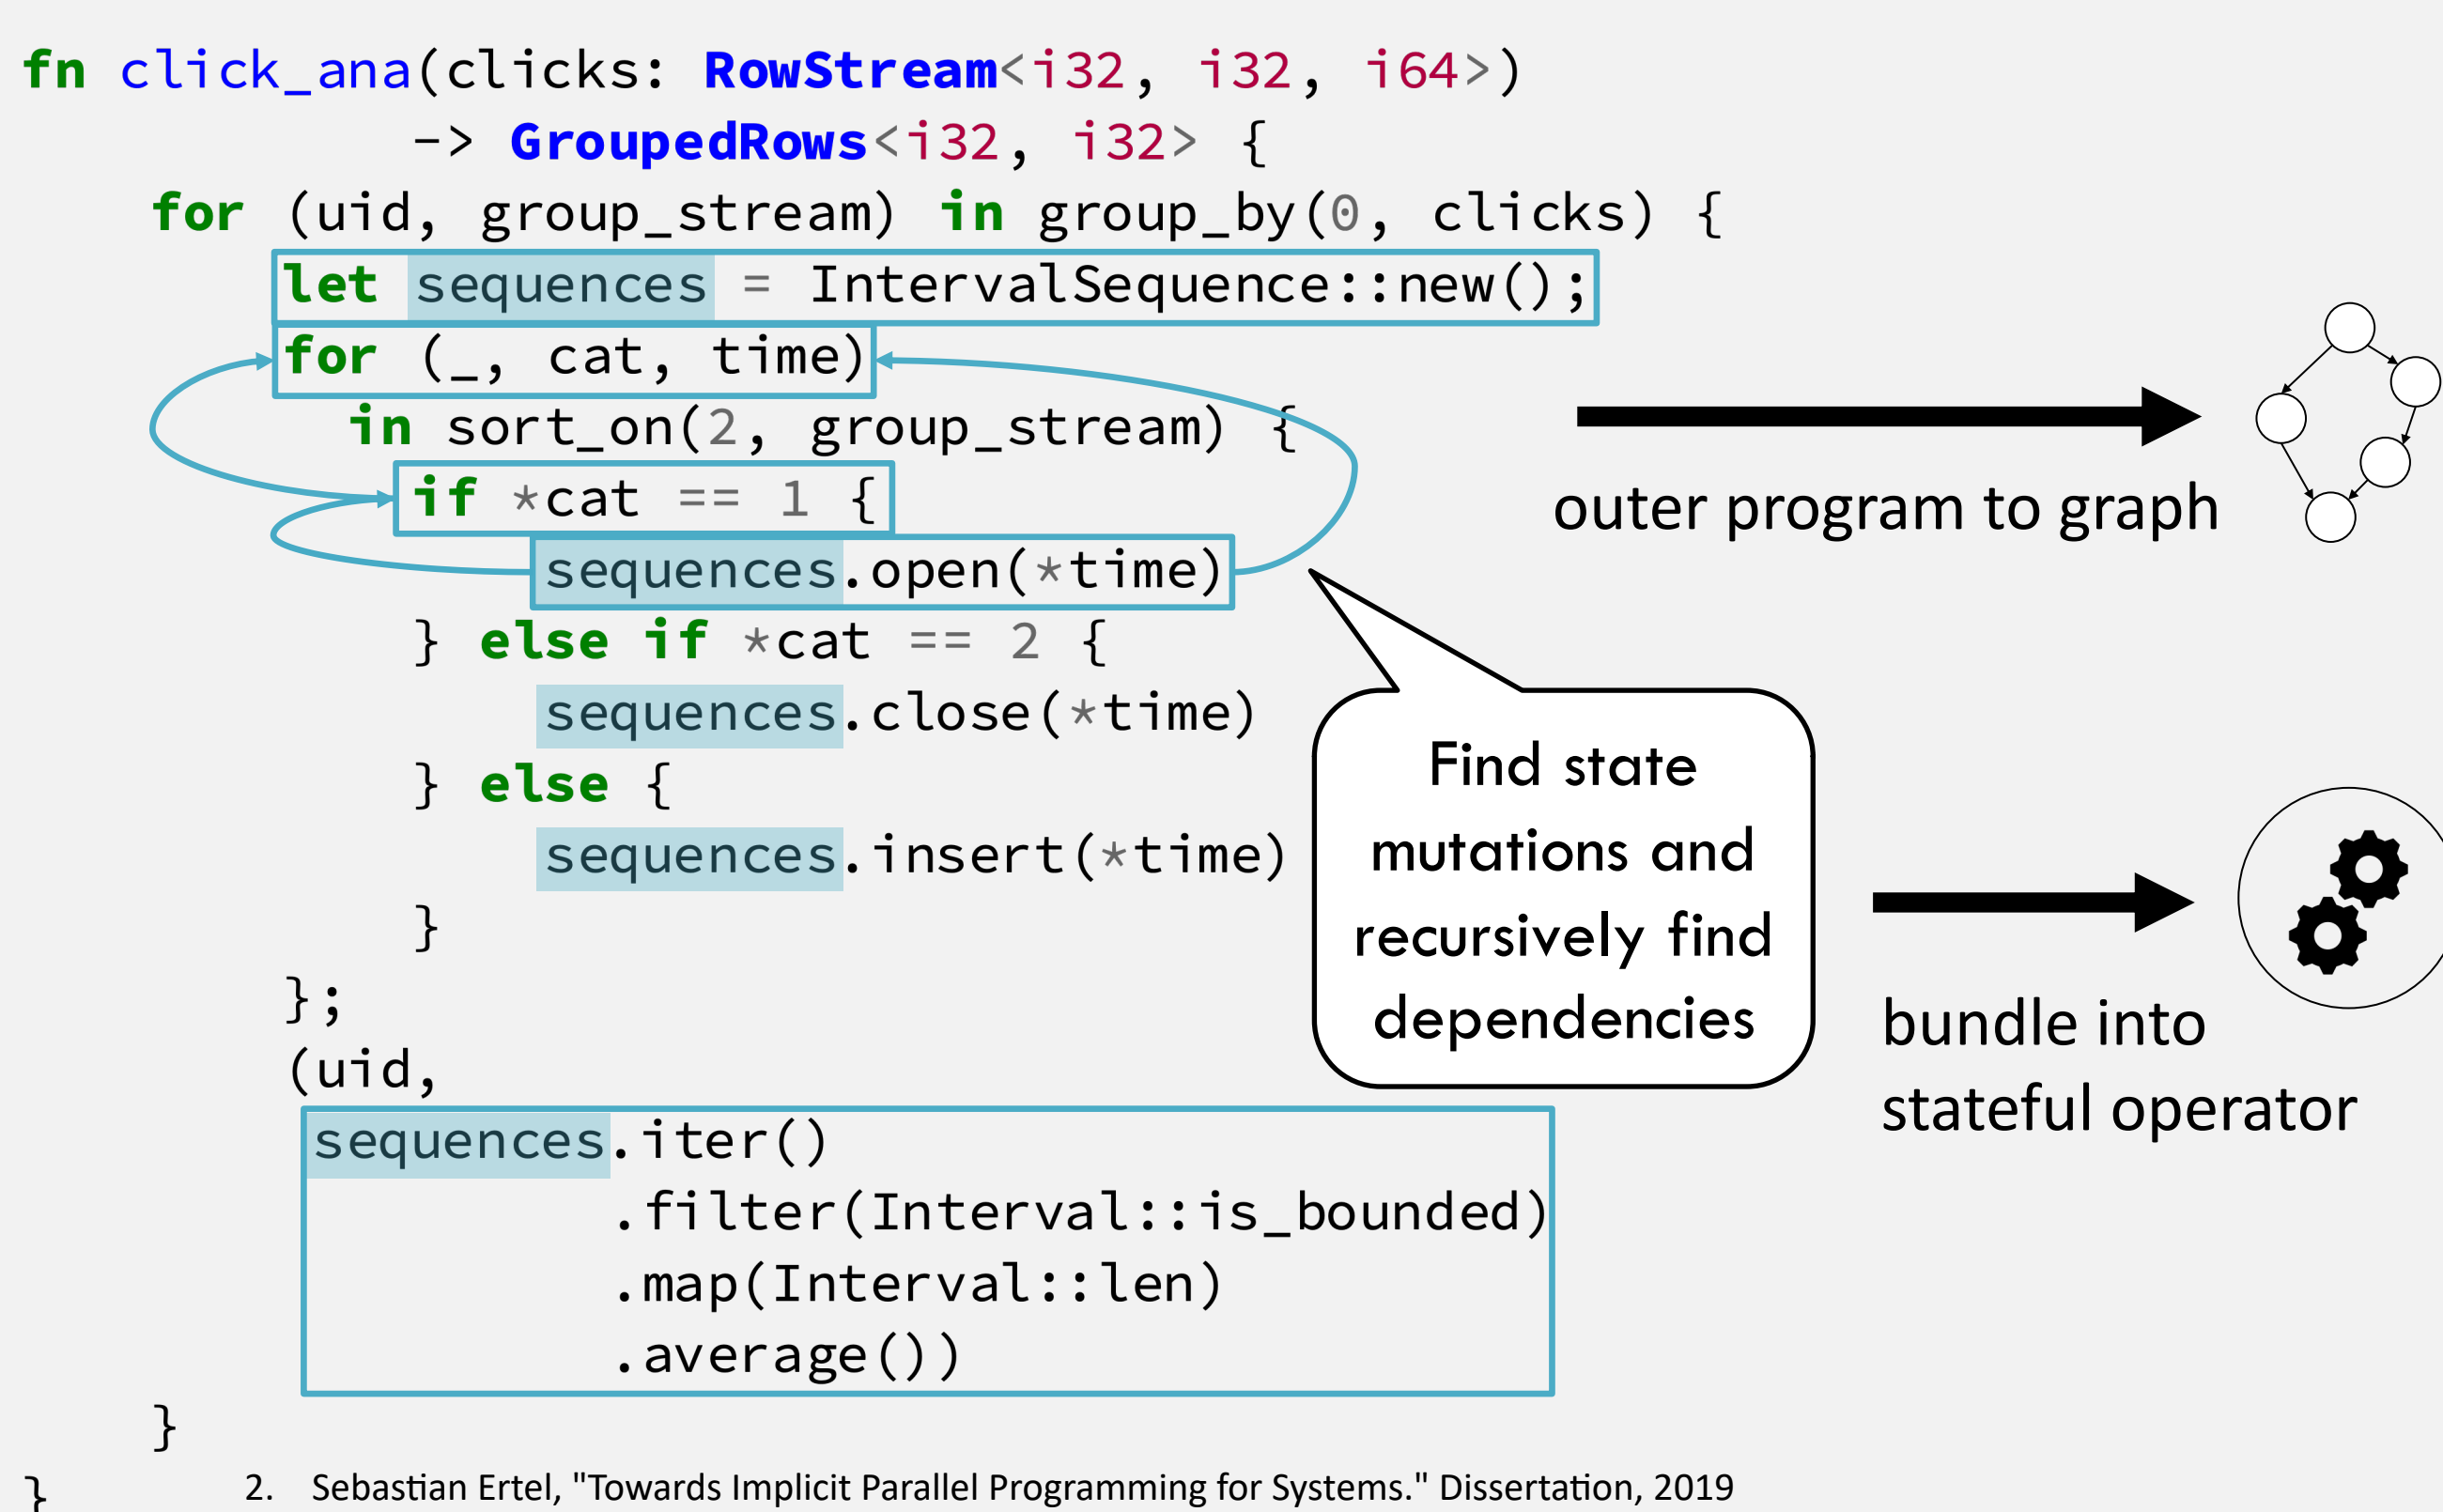 fn click_ana(clicks: RowStream<i32, i32, i64>)
-> GroupedRows<i32, i32> {
for (uid, group_stream) in group_by(0, clicks) {
let sequences = IntervalSequence::new();
for (_, cat, time)
in sort_on(2, group_stream) {
if *cat == 1 {
sequences.open(*time)
} else if *cat == 2 {
sequences.close(*time)
} else {
sequences.insert(*time)
}
};
(uid,
sequences.iter()
.filter(Interval::is_bounded)
.map(Interval::len)
.average())
}
}
outer program to graph
Find state
mutations and
recursively find
dependencies
bundle into
stateful operator
2. Sebastian Ertel, "Towards Implicit Parallel Programming for Systems." Dissertation, 2019